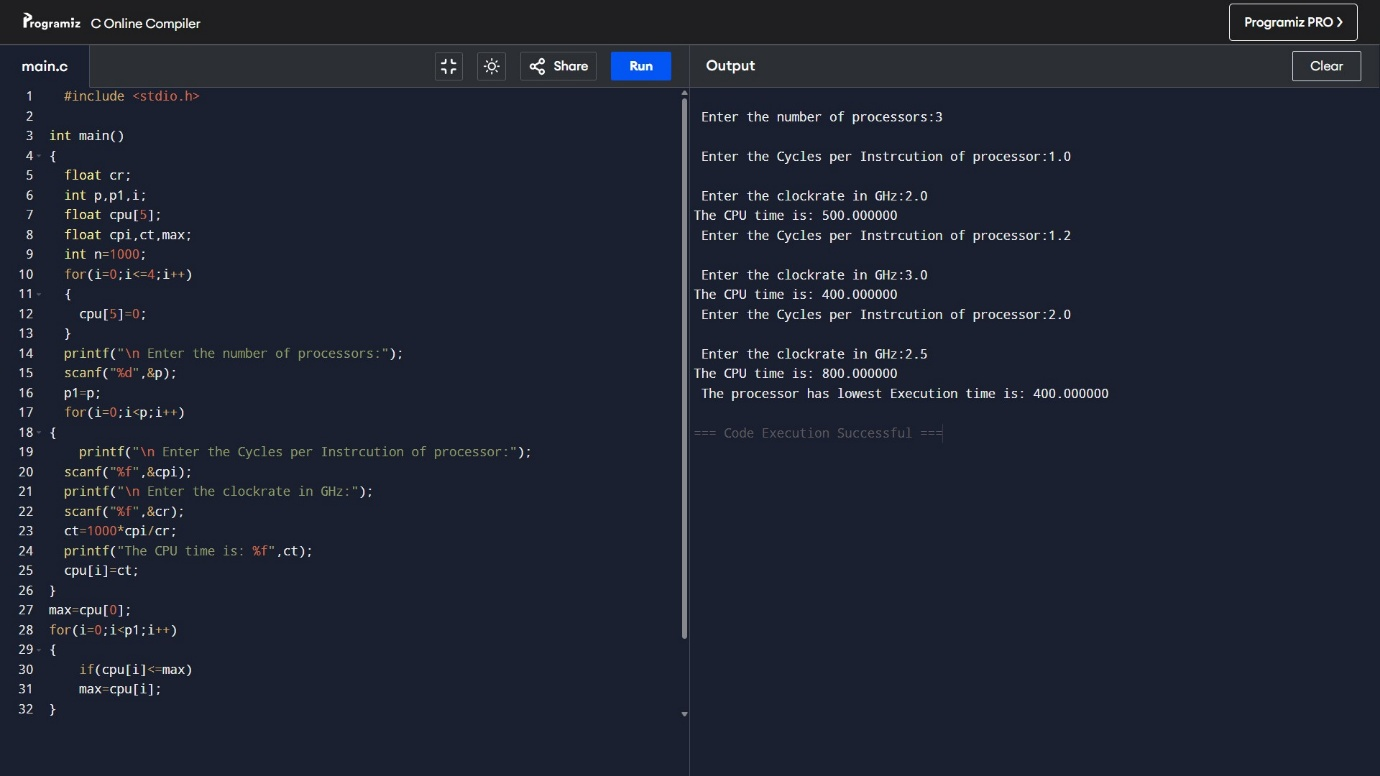 Programiz C Online Compiler
Programiz PRO >
main.c
Share
Run
Output
Clear
1 #include <stdio.h>
2
3 int main()
4 {
5 float cr;
6 int p,p1,i;
7 float cpu[5];
8 float cpi,ct,max;
9 int n=1000;
10 for(i=0;i<=4;i++)
11 {
12 cpu[5]=0;
13 }
14 printf("\n Enter the number of processors:");
15 scanf("%d",&p);
16 p1=p;
17 for(i=0;i<p;i++)
18 {
19 printf("\n Enter the Cycles per Instrcution of processor:");
20 scanf("%f",&cpi);
21 printf("\n Enter the clockrate in GHz:");
22 scanf("%f",&cr);
23 ct=1000*cpi/cr;
24 printf("The CPU time is: %f",ct);
25 cpu[i]=ct;
26 }
27 max=cpu[0];
28 for(i=0;i<p1;i++)
29 {
30 if(cpu[i]<=max)
31 max=cpu[i];
32 }
Enter the number of processors:3
Enter the Cycles per Instrcution of processor:1.0
Enter the clockrate in GHz:2.0
The CPU time is: 500.000000
Enter the Cycles per Instrcution of processor:1.2
Enter the clockrate in GHz:3.0
The CPU time is: 400.000000
Enter the Cycles per Instrcution of processor:2.0
Enter the clockrate in GHz:2.5
The CPU time is: 800.000000
The processor has lowest Execution time is: 400.000000
=== Code Execution Successful ===